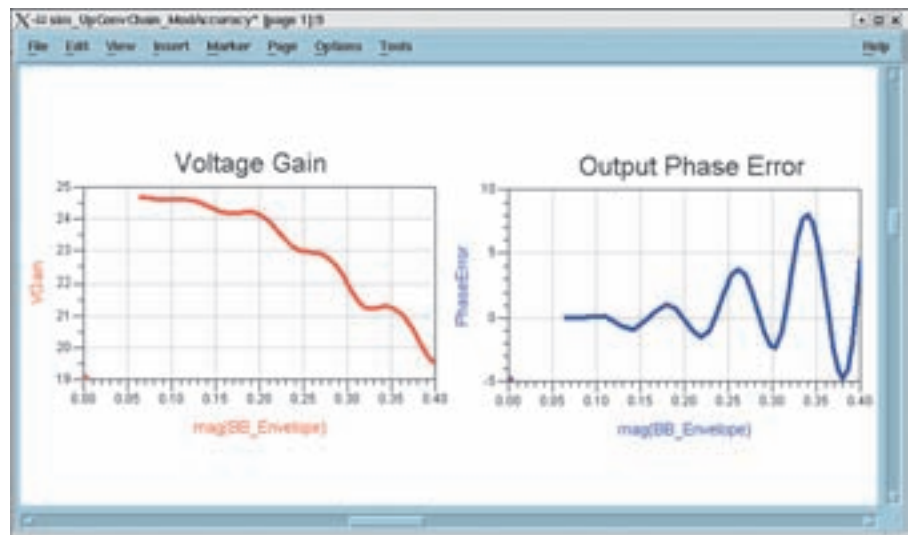 sim_UpConvChain_ModAccuracy* [page 1]:9
File Edit View Insert Marker Page Options Tools Help
Voltage Gain
25
24
23
22
21
20
19
VGain
0.00 0.05 0.10 0.15 0.20 0.25 0.30 0.35 0.40
mag(BB_Envelope)
Output Phase Error
10
5
0
-5
PhaseError
0.00 0.05 0.10 0.15 0.20 0.25 0.30 0.35 0.40
mag(BB_Envelope)